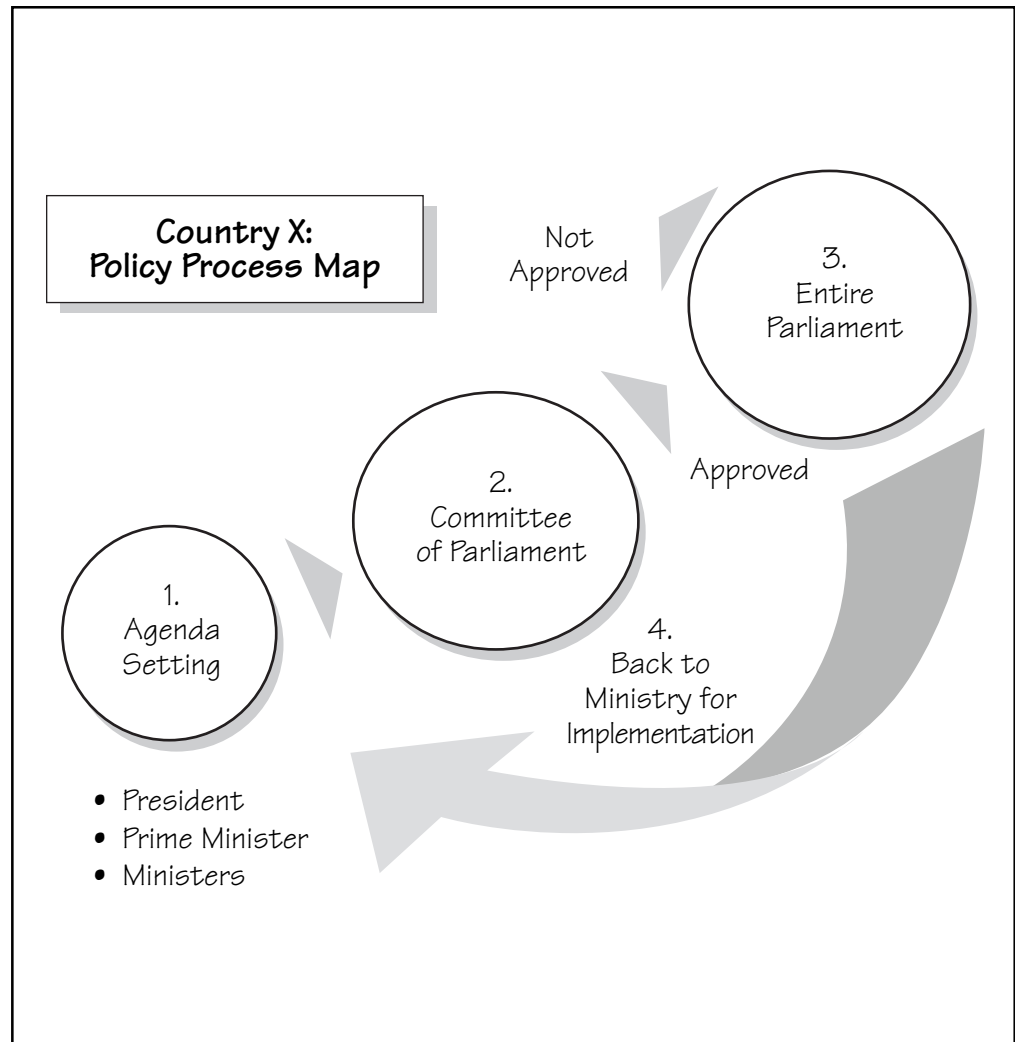 Country X:
Policy Process Map
Not
Approved
3.
Entire
Parliament
Approved
2.
Committee
of Parliament
1.
Agenda
Setting
4.
Back to
Ministry for
Implementation
• President
• Prime Minister
• Ministers